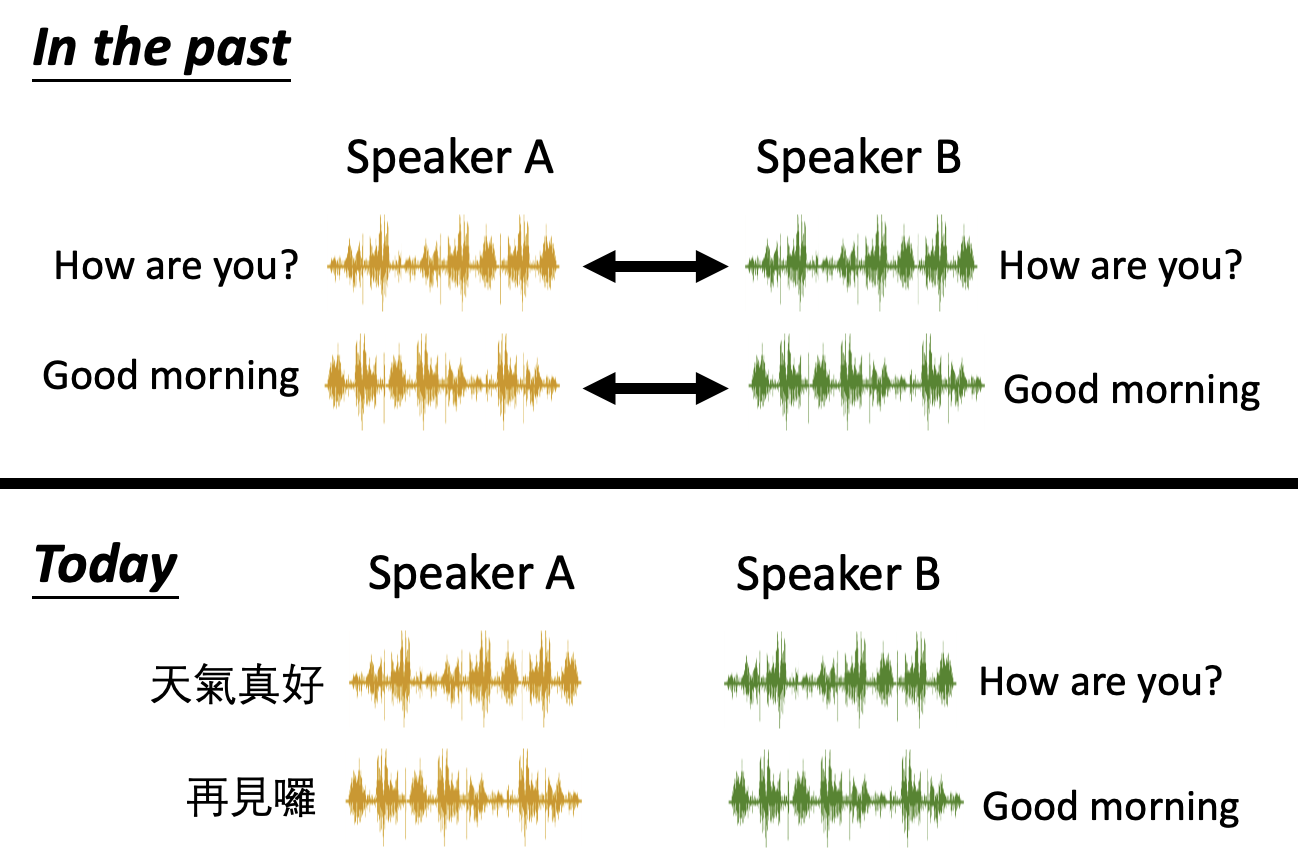 In the past
Speaker A Speaker B
How are you? How are you?
Good morning Good morning
Today
Speaker A Speaker B
天氣真好 How are you?
再見囉 Good morning